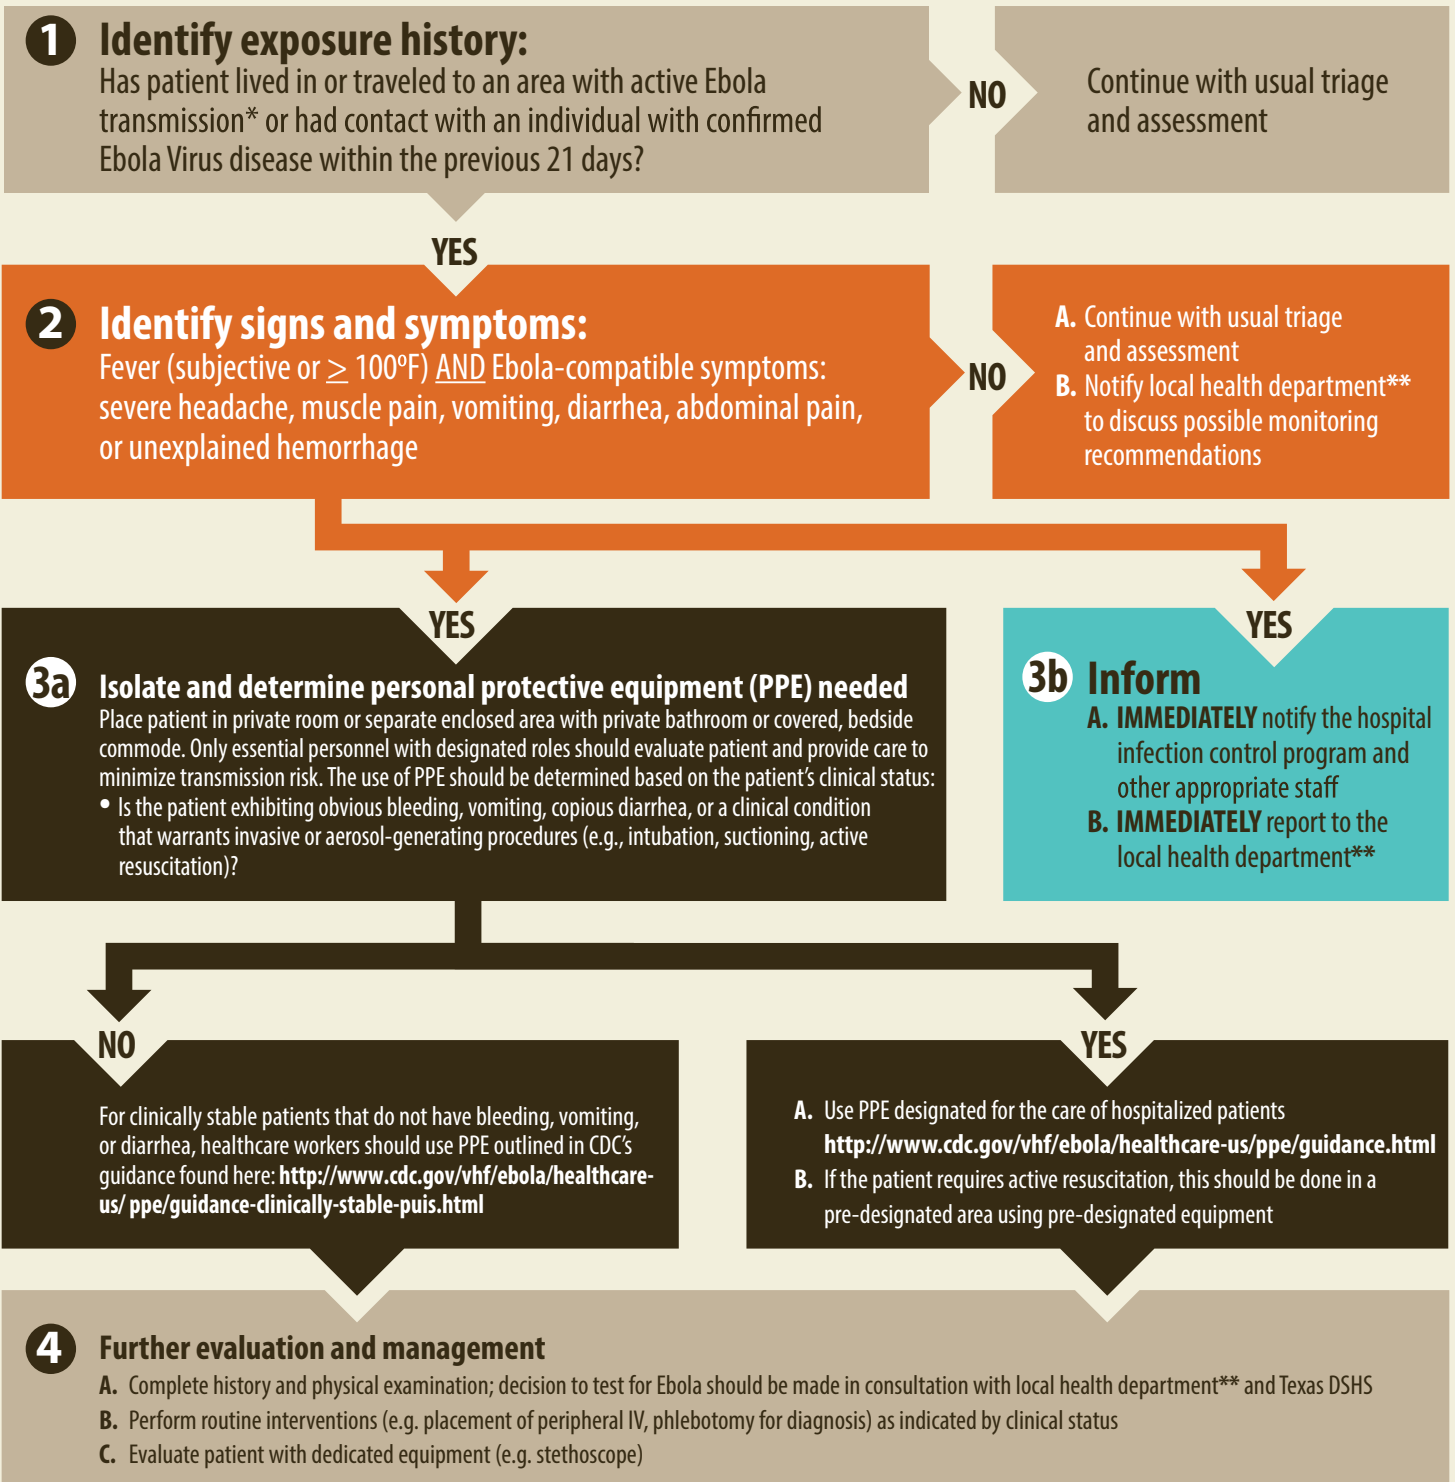 1 Identify exposure history:
Has patient lived in or traveled to an area with active Ebola
transmission* or had contact with an individual with confirmed
Ebola Virus disease within the previous 21 days?
NO
Continue with usual triage
and assessment
YES
2 Identify signs and symptoms:
Fever (subjective or ≥ 100ºF) AND Ebola-compatible symptoms:
severe headache, muscle pain, vomiting, diarrhea, abdominal pain,
or unexplained hemorrhage
NO
A. Continue with usual triage
and assessment
B. Notify local health department**
to discuss possible monitoring
recommendations
YES
3a Isolate and determine personal protective equipment (PPE) needed
Place patient in private room or separate enclosed area with private bathroom or covered, bedside
commode. Only essential personnel with designated roles should evaluate patient and provide care to
minimize transmission risk. The use of PPE should be determined based on the patient’s clinical status:
• Is the patient exhibiting obvious bleeding, vomiting, copious diarrhea, or a clinical condition
that warrants invasive or aerosol-generating procedures (e.g., intubation, suctioning, active
resuscitation)?
YES
3b Inform
A. IMMEDIATELY notify the hospital
infection control program and
other appropriate staff
B. IMMEDIATELY report to the
local health department**
NO
For clinically stable patients that do not have bleeding, vomiting,
or diarrhea, healthcare workers should use PPE outlined in CDC’s
guidance found here: http://www.cdc.gov/vhf/ebola/healthcare-
us/ ppe/guidance-clinically-stable-puis.html
YES
A. Use PPE designated for the care of hospitalized patients
http://www.cdc.gov/vhf/ebola/healthcare-us/ppe/guidance.html
B. If the patient requires active resuscitation, this should be done in a
pre-designated area using pre-designated equipment
4 Further evaluation and management
A. Complete history and physical examination; decision to test for Ebola should be made in consultation with local health department** and Texas DSHS
B. Perform routine interventions (e.g. placement of peripheral IV, phlebotomy for diagnosis) as indicated by clinical status
C. Evaluate patient with dedicated equipment (e.g. stethoscope)